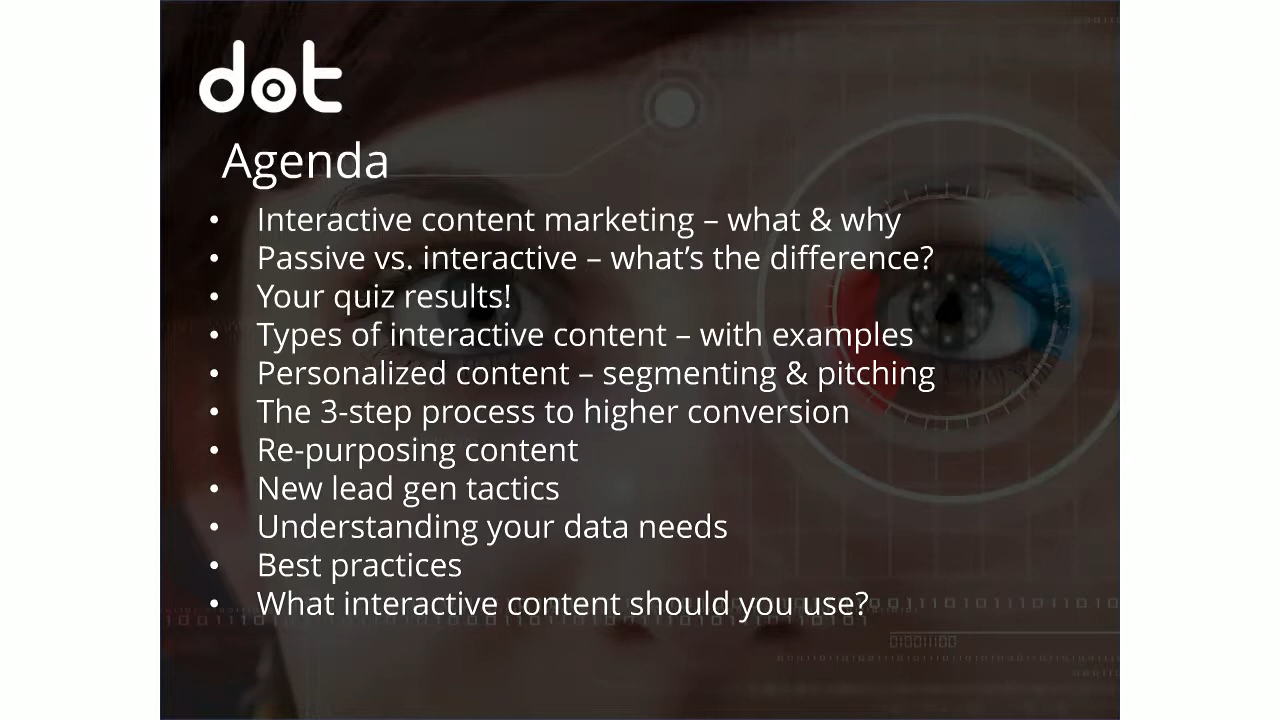 dot
Agenda
• Interactive content marketing – what & why
• Passive vs. interactive – what's the difference?
• Your quiz results!
• Types of interactive content – with examples
• Personalized content – segmenting & pitching
• The 3-step process to higher conversion
• Re-purposing content
• New lead gen tactics
• Understanding your data needs
• Best practices
• What interactive content should you use?
010011100